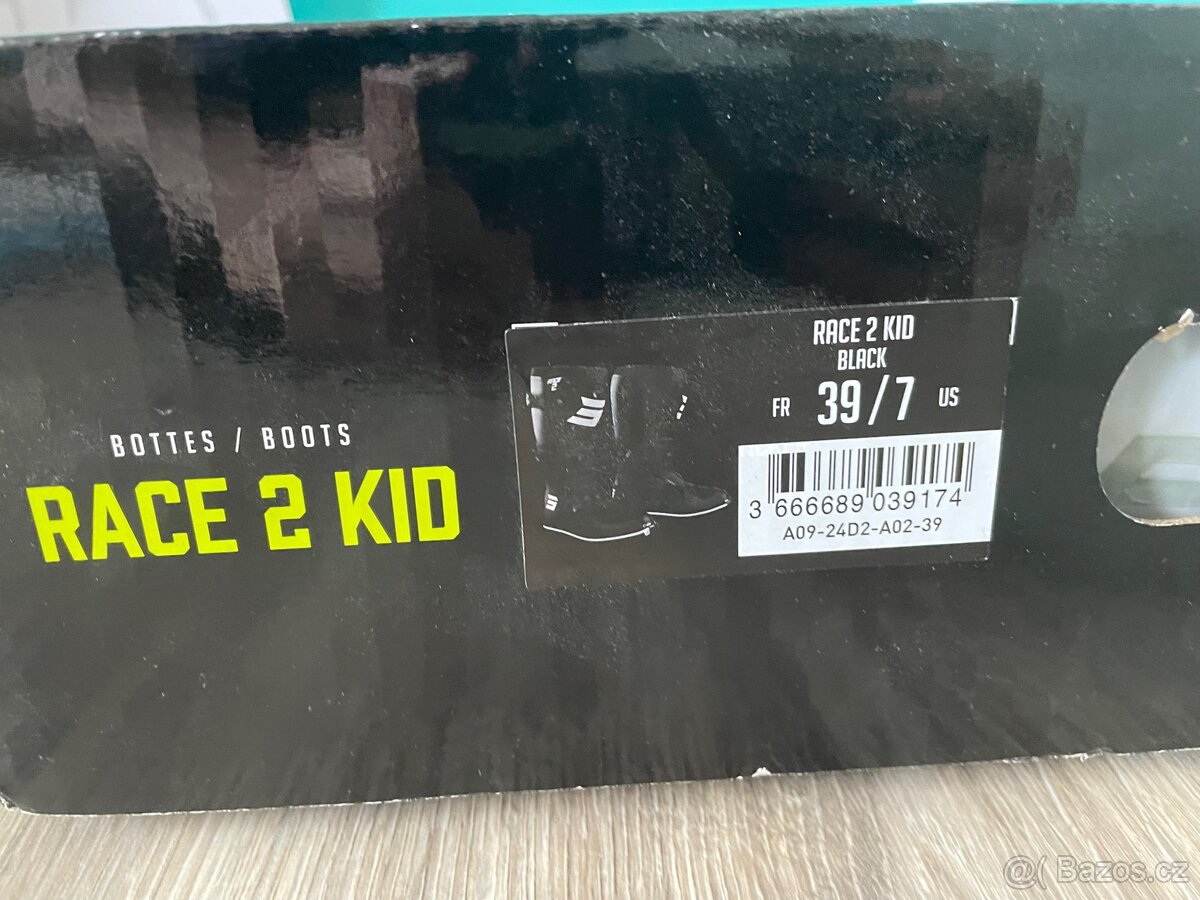 BOTTES / BOOTS
RACE 2 KID
RACE 2 KID
BLACK
FR 39/7 US
3 666689 039174
A09-24D2-A02-39
@( Bazos.cz